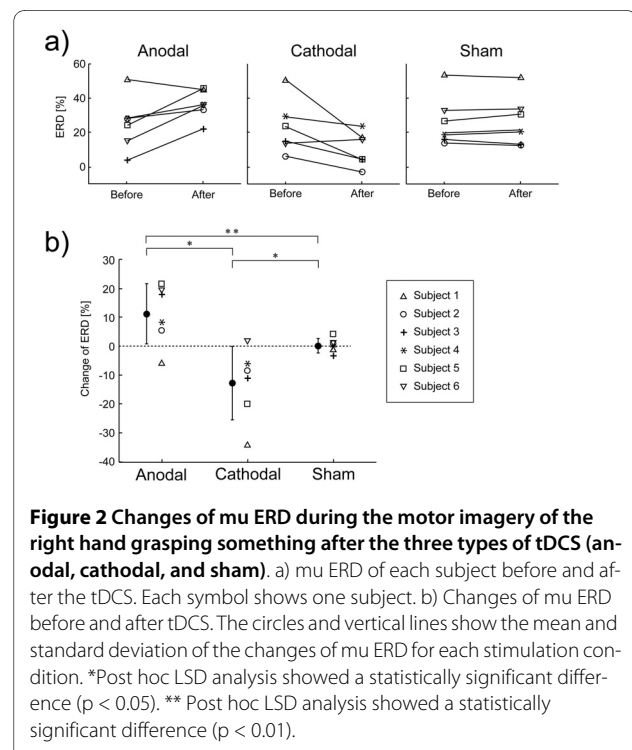 a)
Anodal Cathodal Sham
ERD [%]
60
40
20
0
Before After Before After Before After
b)
** 
* *
Change of ERD [%]
30
20
10
0
-10
-20
-30
-40
Anodal Cathodal Sham
Subject 1
Subject 2
Subject 3
Subject 4
Subject 5
Subject 6
Figure 2 Changes of mu ERD during the motor imagery of the
right hand grasping something after the three types of tDCS (an-
odal, cathodal, and sham). a) mu ERD of each subject before and af-
ter the tDCS. Each symbol shows one subject. b) Changes of mu ERD
before and after tDCS. The circles and vertical lines show the mean and
standard deviation of the changes of mu ERD for each stimulation con-
dition. *Post hoc LSD analysis showed a statistically significant differ-
ence (p < 0.05). ** Post hoc LSD analysis showed a statistically
significant difference (p < 0.01).